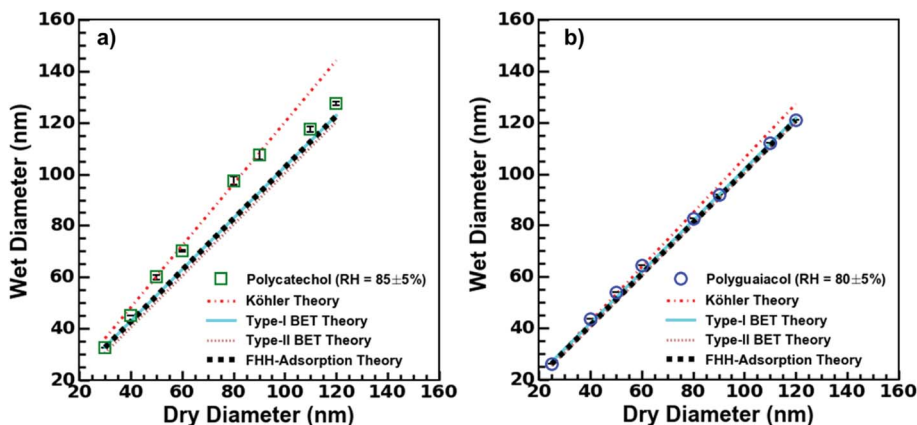 a)
Wet Diameter (nm)
160
140
120
100
80
60
40
20
Polycatechol (RH = 85±5%)
Köhler Theory
Type-I BET Theory
Type-II BET Theory
FHH-Adsorption Theory
20 40 60 80 100 120 140 160
Dry Diameter (nm)
b)
Wet Diameter (nm)
160
140
120
100
80
60
40
20
Polyguaiacol (RH = 80±5%)
Köhler Theory
Type-I BET Theory
Type-II BET Theory
FHH-Adsorption Theory
20 40 60 80 100 120 140 160
Dry Diameter (nm)